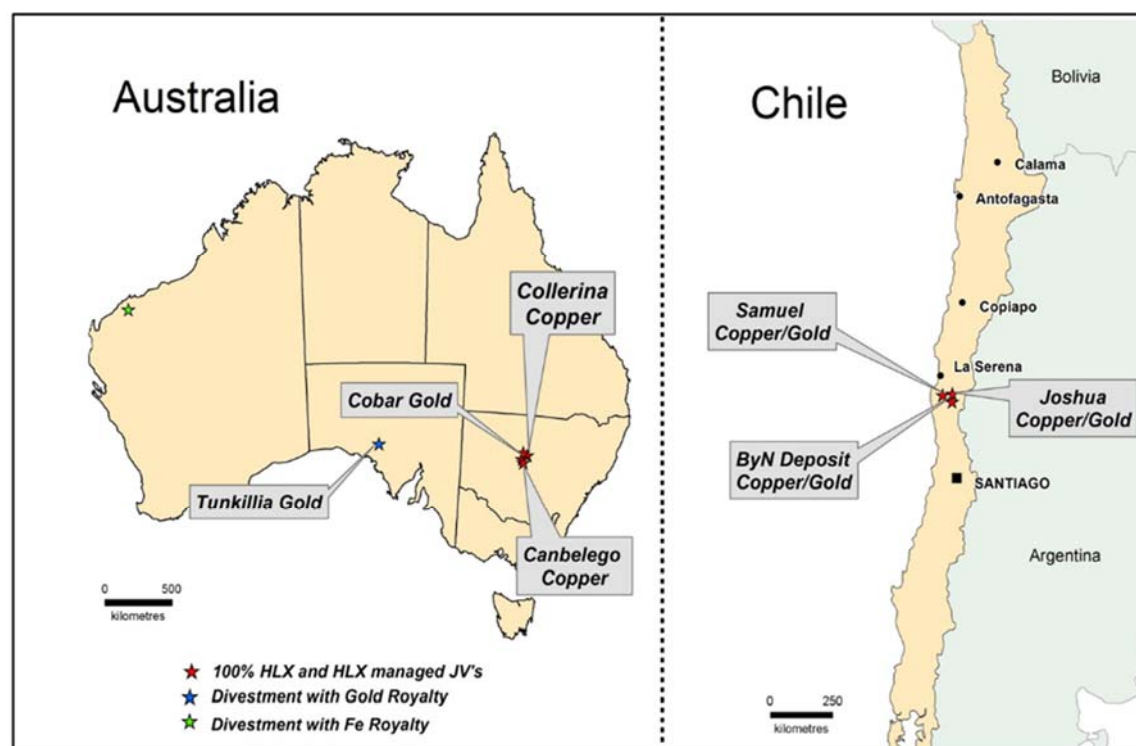 Australia
Collerina
Copper
Cobar Gold
Tunkillia Gold
Canbelego
Copper
0 500
kilometres
100% HLX and HLX managed JV's
Divestment with Gold Royalty
Divestment with Fe Royalty
Chile
Bolivia
Calama
Antofagasta
Copiapo
Samuel
Copper/Gold
La Serena
Joshua
Copper/Gold
ByN Deposit
Copper/Gold
SANTIAGO
Argentina
0 250
kilometres